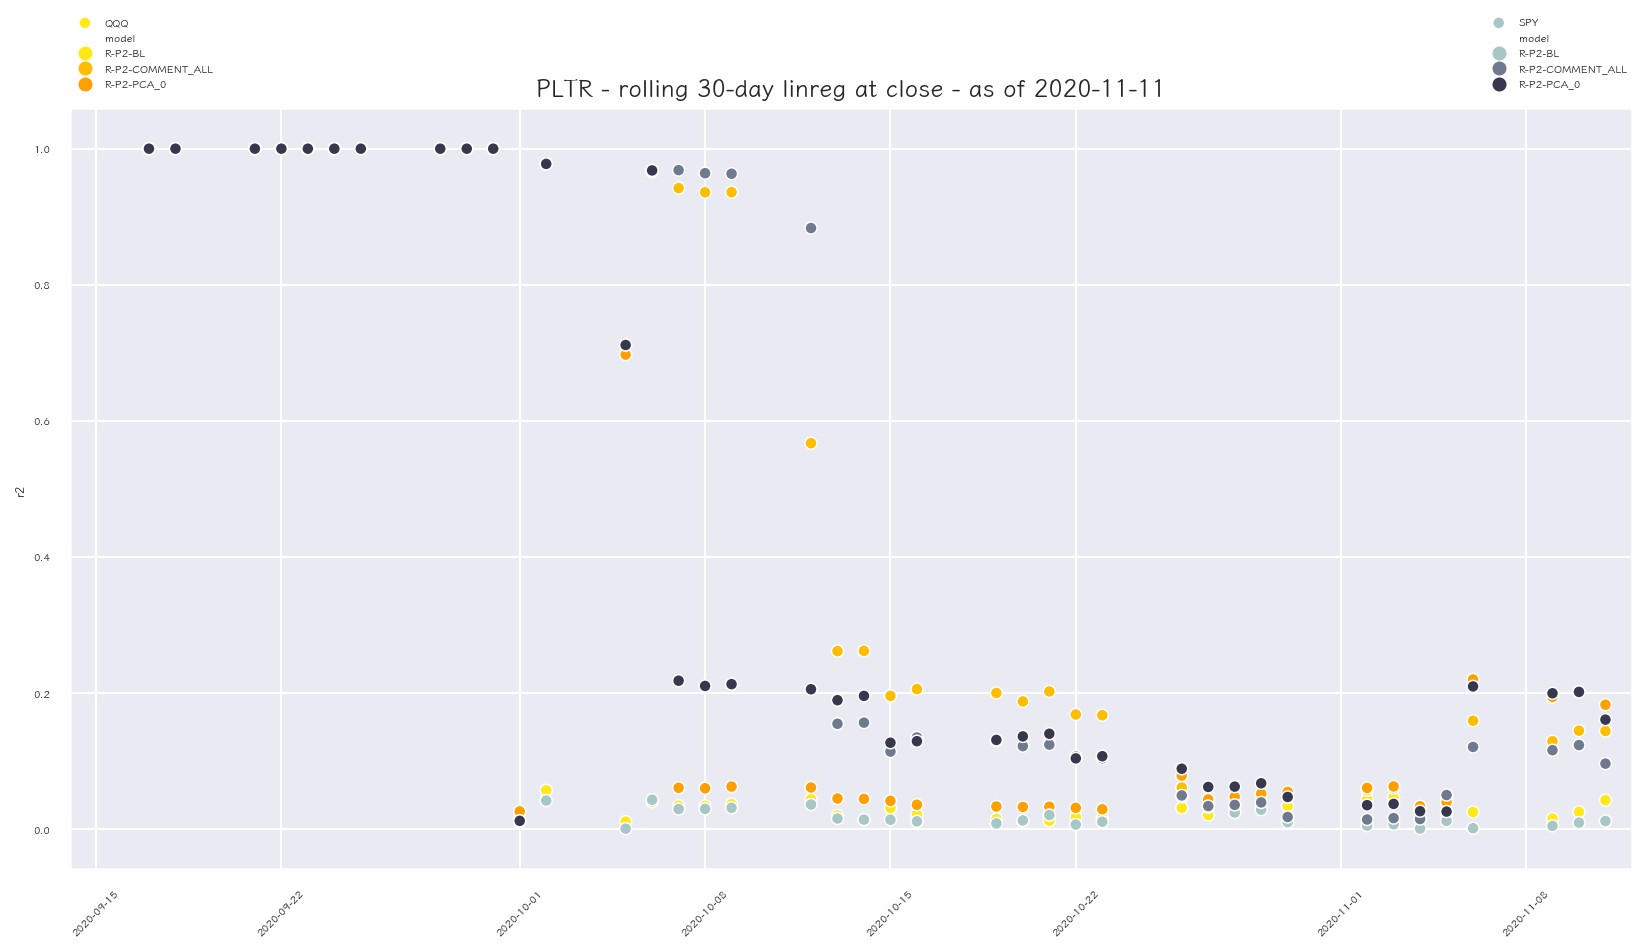 QQQ
model
R-P2-BL
R-P2-COMMENT_ALL
R-P2-PCA_0
SPY
model
R-P2-BL
R-P2-COMMENT_ALL
R-P2-PCA_0
PLTR - rolling 30-day linreg at close - as of 2020-11-11
1.0
0.8
0.6
0.4
0.2
0.0
r2
2020-09-15
2020-09-22
2020-10-01
2020-10-08
2020-10-15
2020-10-22
2020-11-01
2020-11-08